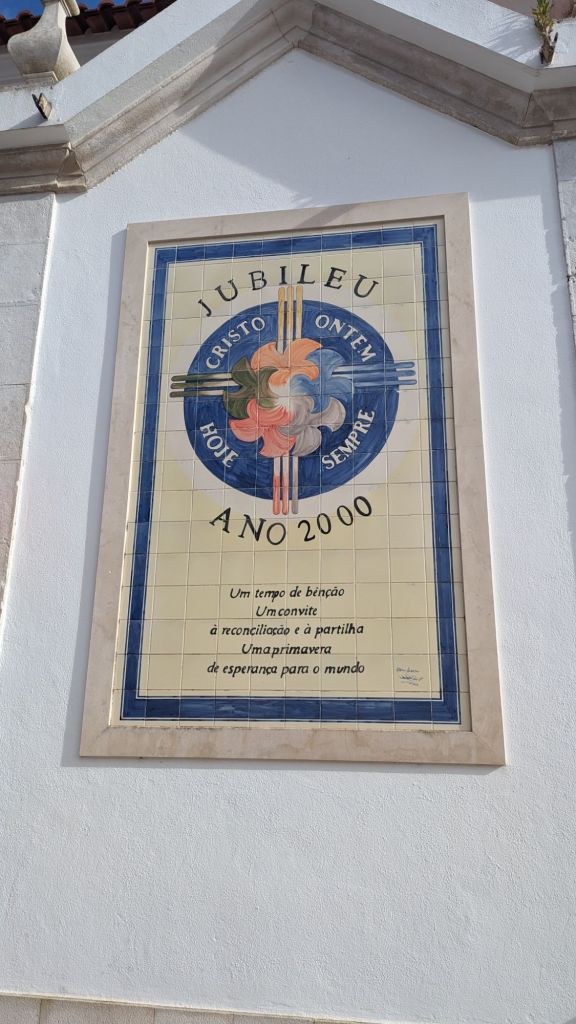 JUBILEU
CRISTO ONTEM
HOJE SEMPRE
ANO 2000
Um tempo de bênção
Um convite
à reconciliação e à partilha
Uma primavera
de esperança para o mundo